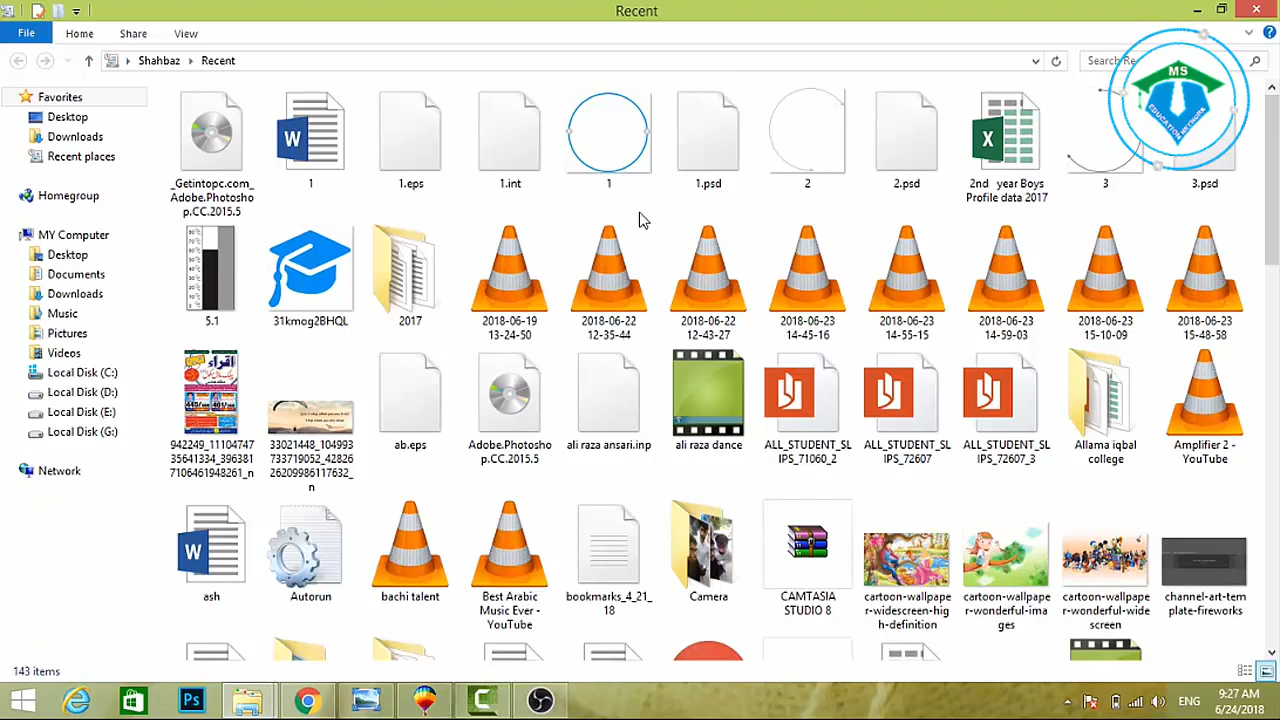 Recent
File
Home
Share
View
Shahbaz
Recent
Search Re
MS
EDUCATION NETWORK
Favorites
Desktop
Downloads
Recent places
Homegroup
MY Computer
Desktop
Documents
Downloads
Music
Pictures
Videos
Local Disk (C:)
Local Disk (D:)
Local Disk (E:)
Local Disk (G:)
Network
_Getintopc.com_
Adobe.Photosho
p.CC.2015.5
1
1.eps
1.int
1
1.psd
2
2.psd
2nd year Boys
Profile data 2017
3
3.psd
5.1
31kmog2BHQL
2017
2018-06-19
13-24-50
2018-06-22
12-35-44
2018-06-22
12-43-27
2018-06-23
14-45-16
2018-06-23
14-55-15
2018-06-23
14-59-03
2018-06-23
15-10-09
2018-06-23
15-48-58
اقراء
942249_11104747
35641334_396381
7106461948261_n
33021448_104993
733719052_42826
26209986117632_
n
ab.eps
Adobe.Photosho
p.CC.2015.5
ali raza ansari.inp
ali raza dance
ALL_STUDENT_SL
IPS_71060_2
ALL_STUDENT_SL
IPS_72607
ALL_STUDENT_SL
IPS_72607_3
Allama iqbal
college
Amplifier 2 -
YouTube
ash
Autorun
bachi talent
Best Arabic
Music Ever -
YouTube
bookmarks_4_21_
18
Camera
CAMTASIA
STUDIO 8
cartoon-wallpape
r-widescreen-hig
h-definition
cartoon-wallpape
r-wonderful-ima
ges
cartoon-wallpape
r-wonderful-wide
screen
channel-art-tem
plate-fireworks
143 items
Ps
ENG
9:27 AM
6/24/2018